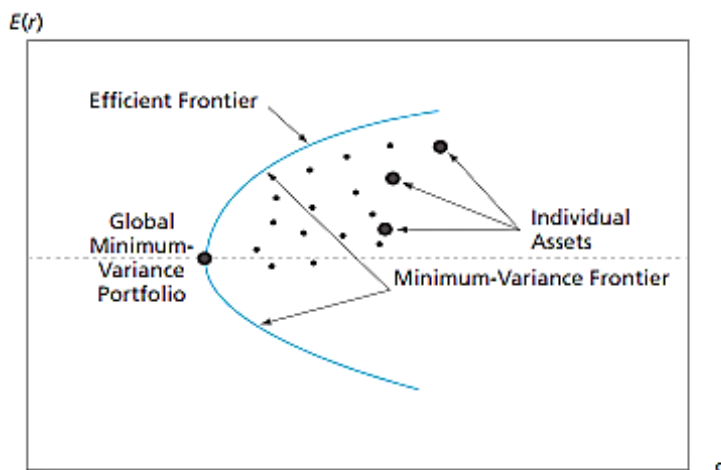 E(r)
Efficient Frontier
Global
Minimum-
Variance
Portfolio
Individual
Assets
Minimum-Variance Frontier